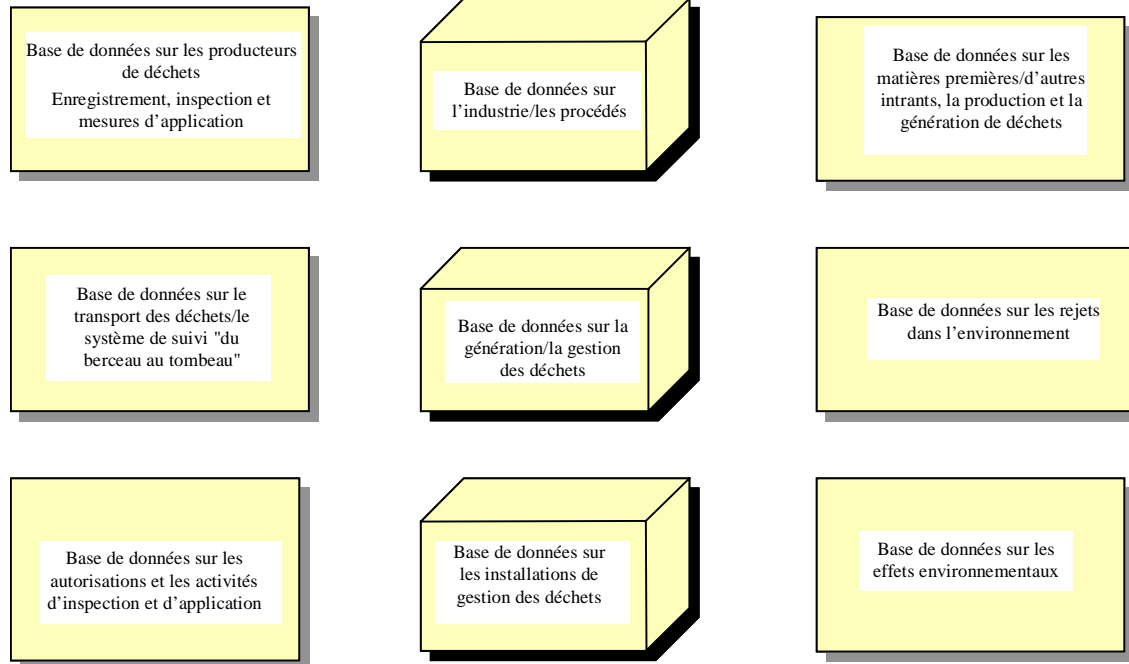 Base de données sur les producteurs
de déchets
Enregistrement, inspection et
mesures d'application
Base de données sur
l'industrie/les procédés
Base de données sur les
matières premières/d'autres
intrants, la production et la
génération de déchets
Base de données sur le
transport des déchets/le
système de suivi "du
berceau au tombeau"
Base de données sur la
génération/la gestion
des déchets
Base de données sur les rejets
dans l'environnement
Base de données sur les
autorisations et les activités
d'inspection et d'application
Base de données sur
les installations de
gestion des déchets
Base de données sur les
effets environnementaux